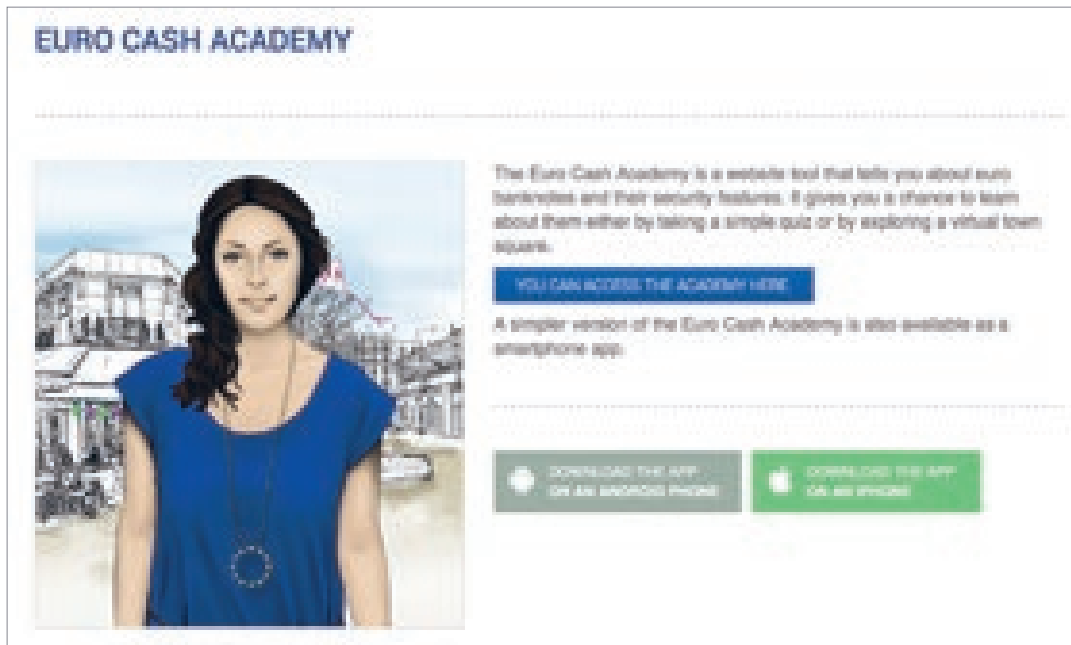 EURO CASH ACADEMY
The Euro Cash Academy is a website tool that tells you about euro
banknotes and their security features. It gives you a chance to learn
about them either by taking a simple quiz or by exploring a virtual town
square.
YOU CAN ACCESS THE ACADEMY HERE
A simpler version of the Euro Cash Academy is also available as a
smartphone app.
DOWNLOAD THE APP
ON AN ANDROID PHONE
DOWNLOAD THE APP
ON AN IPHONE